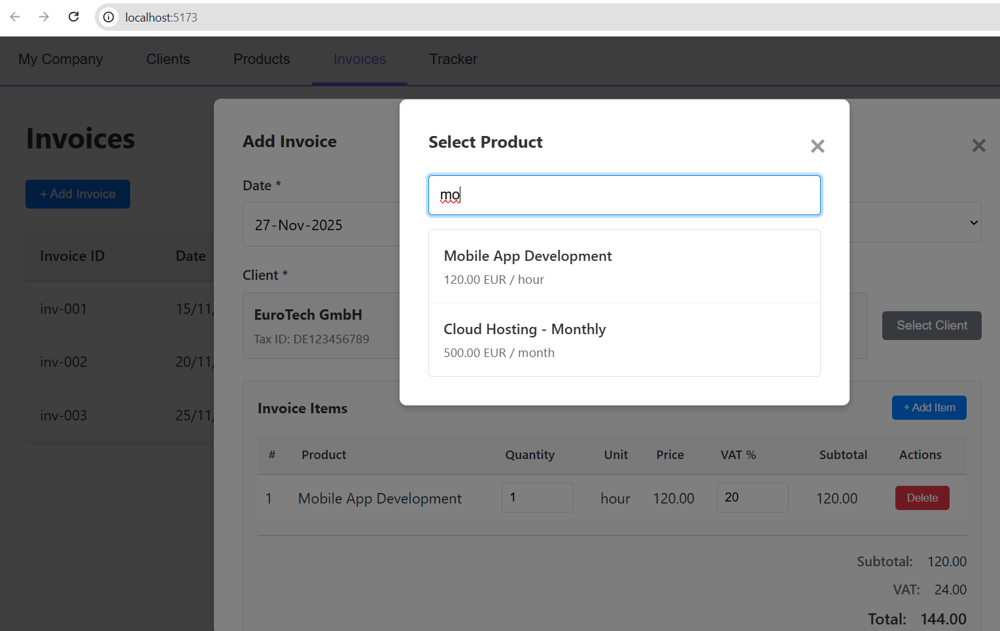 localhost:5173
My Company Clients Products Invoices Tracker
Invoices
+ Add Invoice
Invoice ID Date
inv-001 15/11/
inv-002 20/11/
inv-003 25/11/
Add Invoice
Date *
27-Nov-2025
Client *
EuroTech GmbH
Tax ID: DE123456789
Select Client
Select Product
mo
Mobile App Development
120.00 EUR / hour
Cloud Hosting - Monthly
500.00 EUR / month
Invoice Items
+ Add Item
# Product Quantity Unit Price VAT % Subtotal Actions
1 Mobile App Development 1 hour 120.00 20 120.00 Delete
Subtotal: 120.00
VAT: 24.00
Total: 144.00